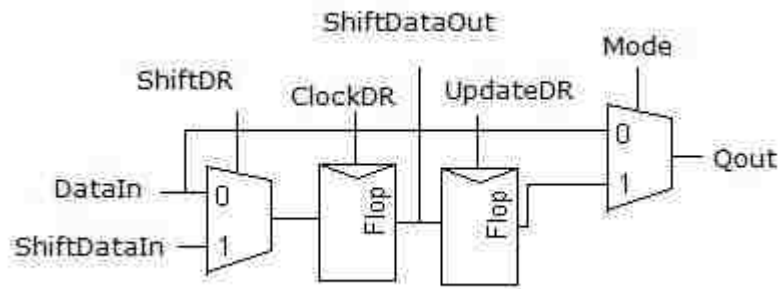 ShiftDataOut
Mode
ShiftDR
ClockDR
UpdateDR
0
Qout
DataIn
0
1
Flop
Flop
ShiftDataIn
1